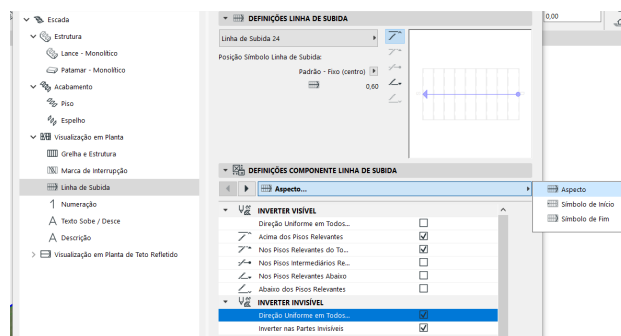 Escada
Estrutura
Lance - Monolítico
Patamar - Monolítico
Acabamento
Piso
Espelho
Visualização em Planta
Grelha e Estrutura
Marca de Interrupção
Linha de Subida
Numeração
Texto Sobe / Desce
Descrição
Visualização em Planta de Teto Refletido
DEFINIÇÕES LINHA DE SUBIDA
Linha de Subida 24
Posição Símbolo Linha de Subida:
Padrão - Fixo (centro)
0,60
DEFINIÇÕES COMPONENTE LINHA DE SUBIDA
Aspecto...
INVERTER VISÍVEL
Direção Uniforme em Todos...
Acima dos Pisos Relevantes
Nos Pisos Relevantes do To...
Nos Pisos Intermediários Re...
Nos Pisos Relevantes Abaixo
Abaixo dos Pisos Relevantes
INVERTER INVISÍVEL
Direção Uniforme em Todos...
Inverter nas Partes Invisíveis
0,00
Aspecto
Símbolo de Início
Símbolo de Fim